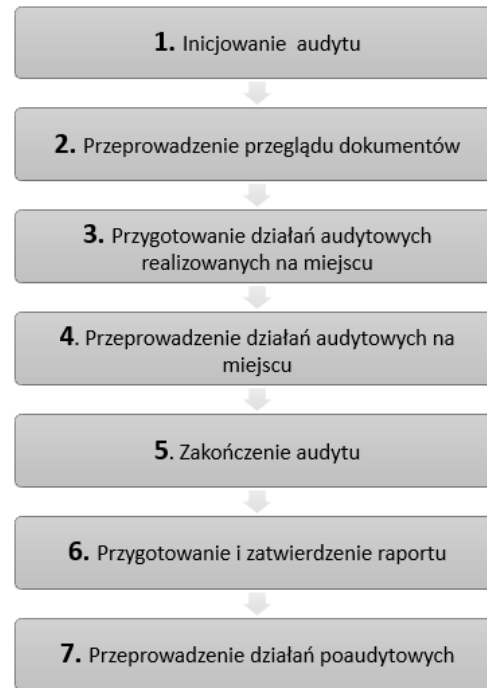 1. Inicjowanie audytu
2. Przeprowadzenie przeglądu dokumentów
3. Przygotowanie działań audytowych
realizowanych na miejscu
4. Przeprowadzenie działań audytowych na
miejscu
5. Zakończenie audytu
6. Przygotowanie i zatwierdzenie raportu
7. Przeprowadzenie działań poaudytowych